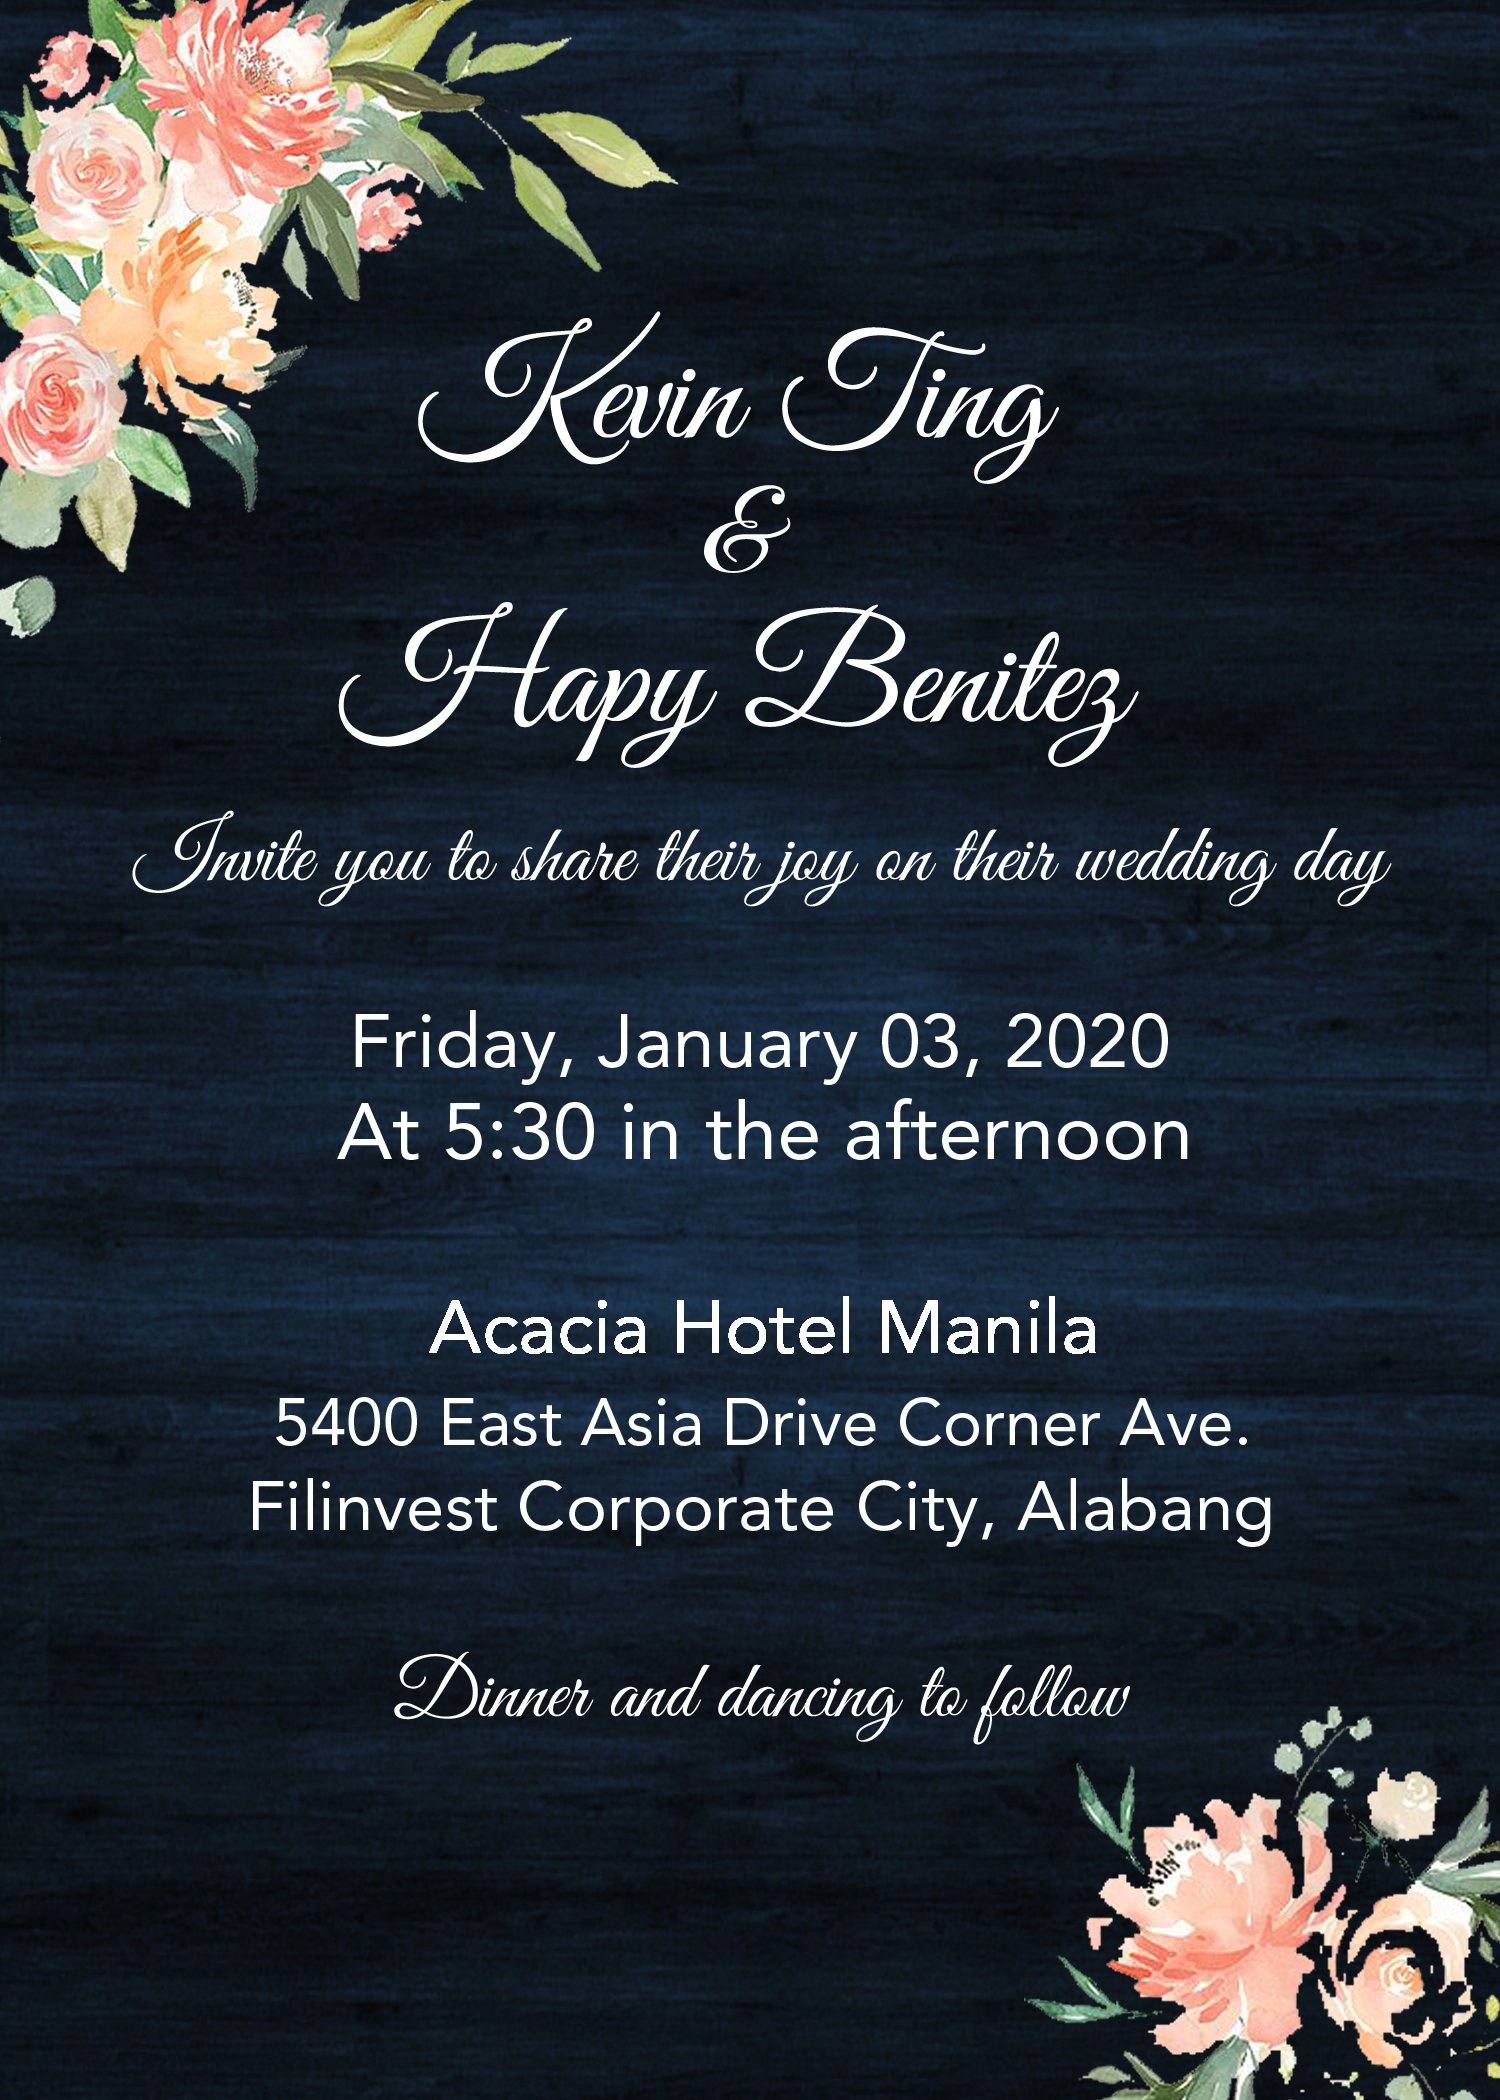 Kevin Ting
&
Hapy Benitez
Invite you to share their joy on their wedding day
Friday, January 03, 2020
At 5:30 in the afternoon
Acacia Hotel Manila
5400 East Asia Drive Corner Ave.
Filinvest Corporate City, Alabang
Dinner and dancing to follow